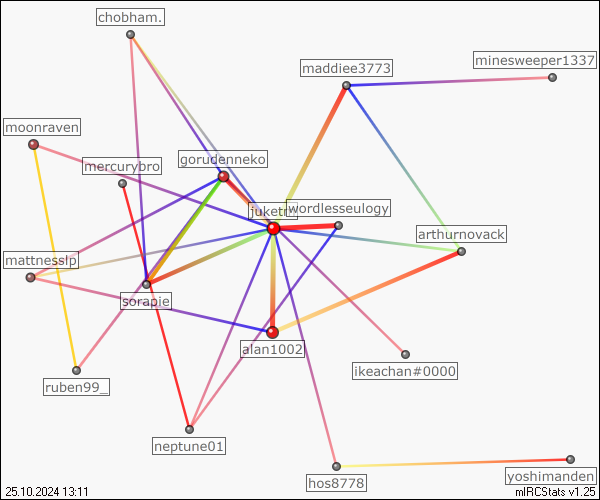 chobham.
minesweeper1337
maddiee3773
moonraven
gorudenneko
mercurybro
wordlesseulogy
arthurnovack
mattnesslp
sorapie
alan1002
ikeachan#0000
ruben99_
neptune01
hos8778
yoshimanden
25.10.2024 13:11
mIRCStats v1.25